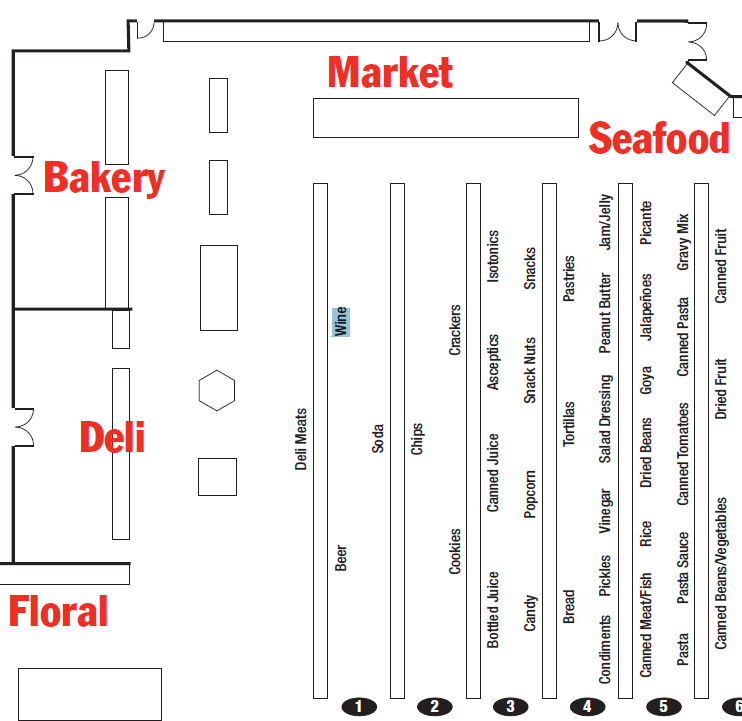 Market
Seafood
Bakery
Deli
Floral
Deli Meats
Wine
Beer
Soda
Chips
Crackers
Cookies
Isotonics
Asceptics
Canned Juice
Bottled Juice
Snacks
Snack Nuts
Popcorn
Candy
Pastries
Tortillas
Bread
Jam/Jelly
Peanut Butter
Salad Dressing
Vinegar
Pickles
Condiments
Picante
Jalapeñoes
Goya
Dried Beans
Rice
Canned Meat/Fish
Gravy Mix
Canned Pasta
Canned Tomatoes
Pasta Sauce
Pasta
Canned Fruit
Dried Fruit
Canned Beans/Vegetables
1
2
3
4
5
6